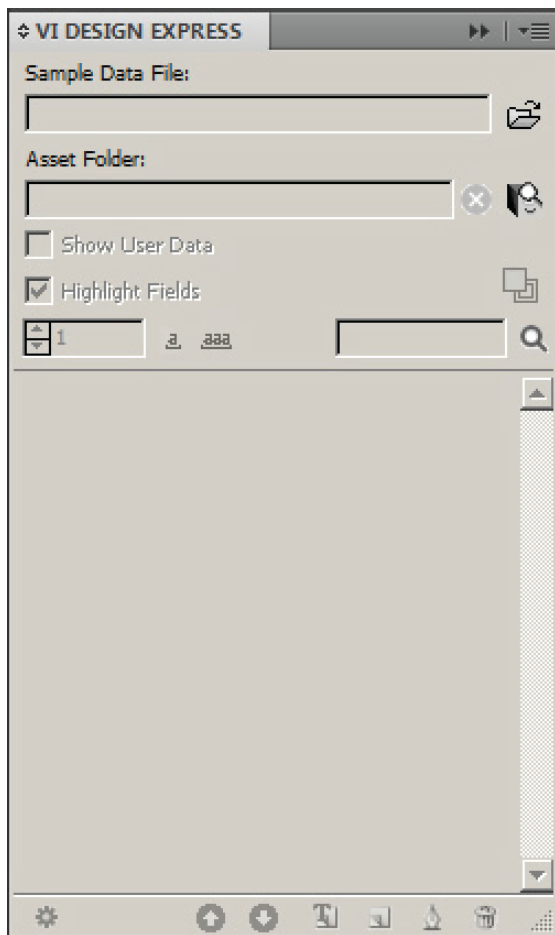 VI DESIGN EXPRESS
Sample Data File:
Asset Folder:
Show User Data
Highlight Fields
1 a aaa
T